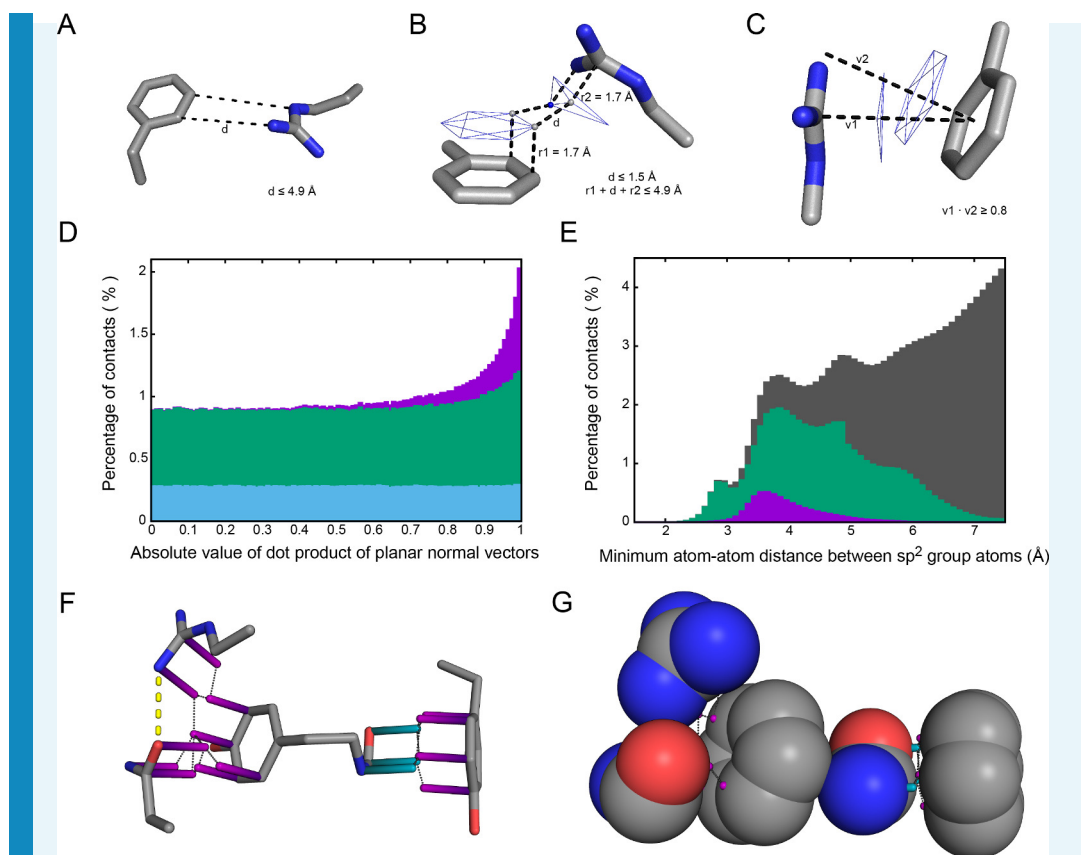 A
B
C
d
d ≤ 4.9 Å
r2 = 1.7 Å
d
r1 = 1.7 Å
d ≤ 1.5 Å
r1 + d + r2 ≤ 4.9 Å
v2
v1
v1 · v2 ≥ 0.8
D
E
Percentage of contacts ( % )
2
1.5
1
0.5
0
0 0.1 0.2 0.3 0.4 0.5 0.6 0.7 0.8 0.9 1
Absolute value of dot product of planar normal vectors
Percentage of contacts ( % )
4
3
2
1
0
2 3 4 5 6 7
Minimum atom-atom distance between sp² group atoms (Å)
F
G